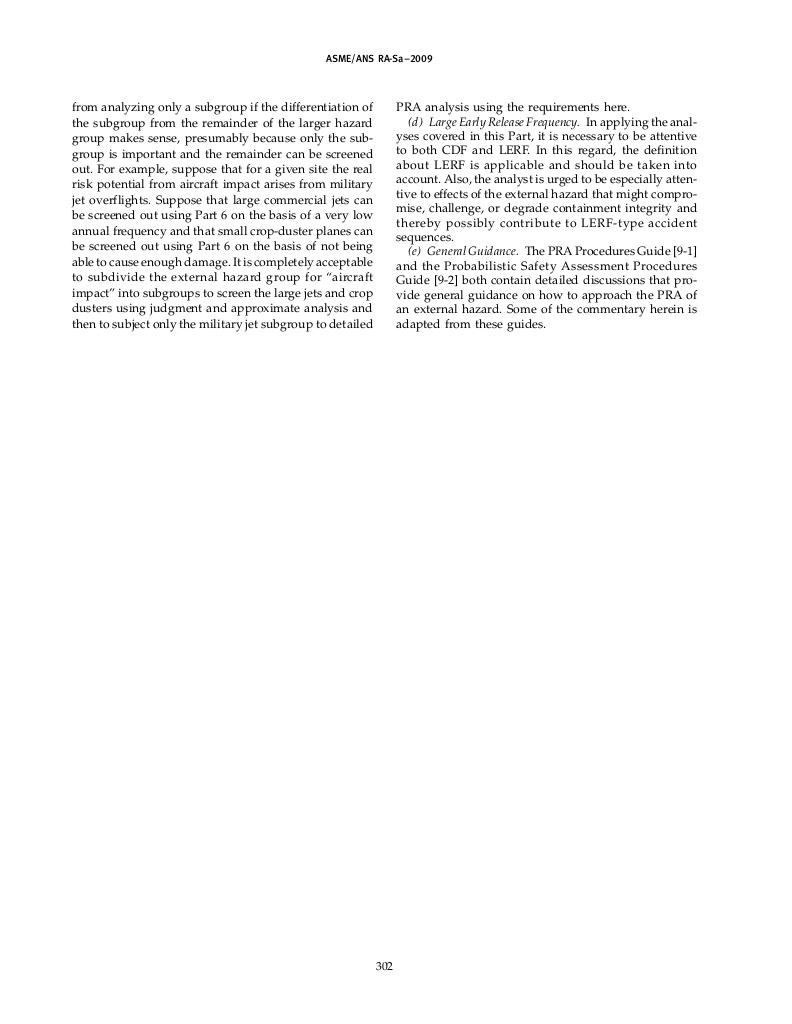 ASME/ANS RA-Sa–2009
from analyzing only a subgroup if the differentiation of
the subgroup from the remainder of the larger hazard
group makes sense, presumably because only the sub-
group is important and the remainder can be screened
out. For example, suppose that for a given site the real
risk potential from aircraft impact arises from military
jet overflights. Suppose that large commercial jets can
be screened out using Part 6 on the basis of a very low
annual frequency and that small crop-duster planes can
be screened out using Part 6 on the basis of not being
able to cause enough damage. It is completely acceptable
to subdivide the external hazard group for “aircraft
impact” into subgroups to screen the large jets and crop
dusters using judgment and approximate analysis and
then to subject only the military jet subgroup to detailed
PRA analysis using the requirements here.
(d) Large Early Release Frequency. In applying the anal-
yses covered in this Part, it is necessary to be attentive
to both CDF and LERF. In this regard, the definition
about LERF is applicable and should be taken into
account. Also, the analyst is urged to be especially atten-
tive to effects of the external hazard that might compro-
mise, challenge, or degrade containment integrity and
thereby possibly contribute to LERF-type accident
sequences.
(e) General Guidance. The PRA Procedures Guide [9-1]
and the Probabilistic Safety Assessment Procedures
Guide [9-2] both contain detailed discussions that pro-
vide general guidance on how to approach the PRA of
an external hazard. Some of the commentary herein is
adapted from these guides.
302